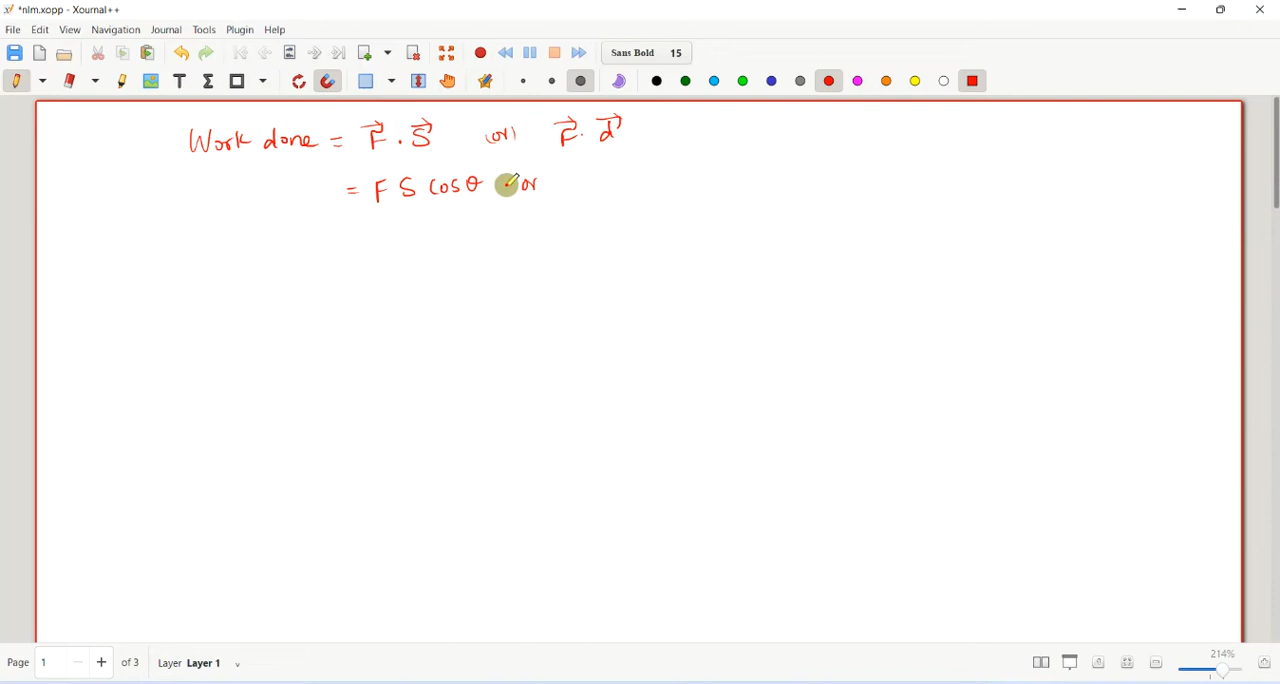 *nlm.xopp - Xournal++
File Edit View Navigation Journal Tools Plugin Help
Sans Bold 15
Work done = F⃗ . S⃗ (or) F⃗ . d⃗
= F S cosθ or
Page 1 of 3 Layer Layer 1 214%